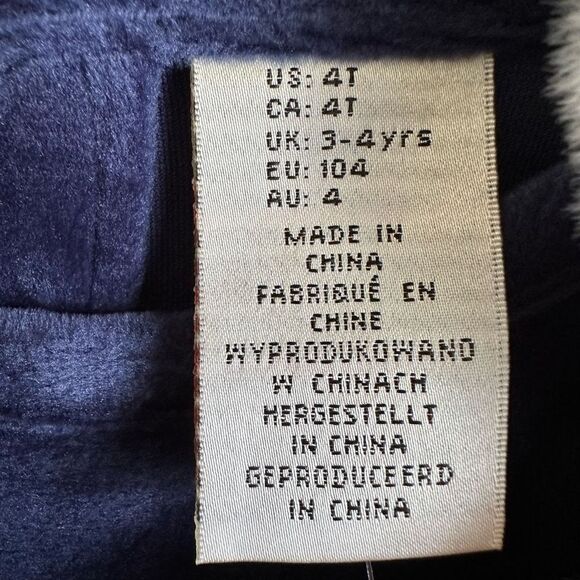 US: 4T
CA: 4T
UK: 3-4yrs
EU: 104
AU: 4
MADE IN
CHINA
FABRIQUÉ EN
CHINE
WYPRODUKOWANO
W CHINACH
HERGESTELLT
IN CHINA
GEPRODUCEERD
IN CHINA